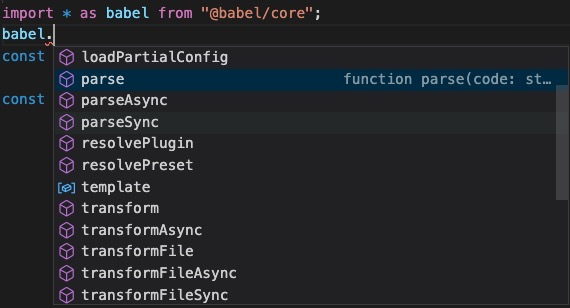 import * as babel from "@babel/core";
babel.
const
loadPartialConfig
parse function parse(code: st…
const
parseAsync
parseSync
resolvePlugin
resolvePreset
template
transform
transformAsync
transformFile
transformFileAsync
transformFileSync